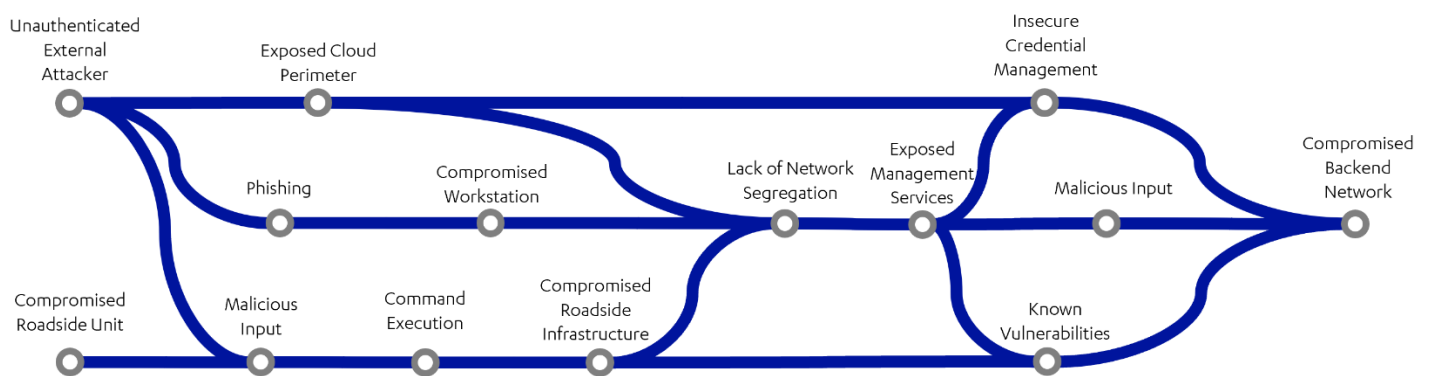 Unauthenticated
External
Attacker
Exposed Cloud
Perimeter
Insecure
Credential
Management
Phishing
Compromised
Workstation
Lack of Network
Segregation
Exposed
Management
Services
Malicious Input
Compromised
Backend
Network
Compromised
Roadside Unit
Malicious
Input
Command
Execution
Compromised
Roadside
Infrastructure
Known
Vulnerabilities